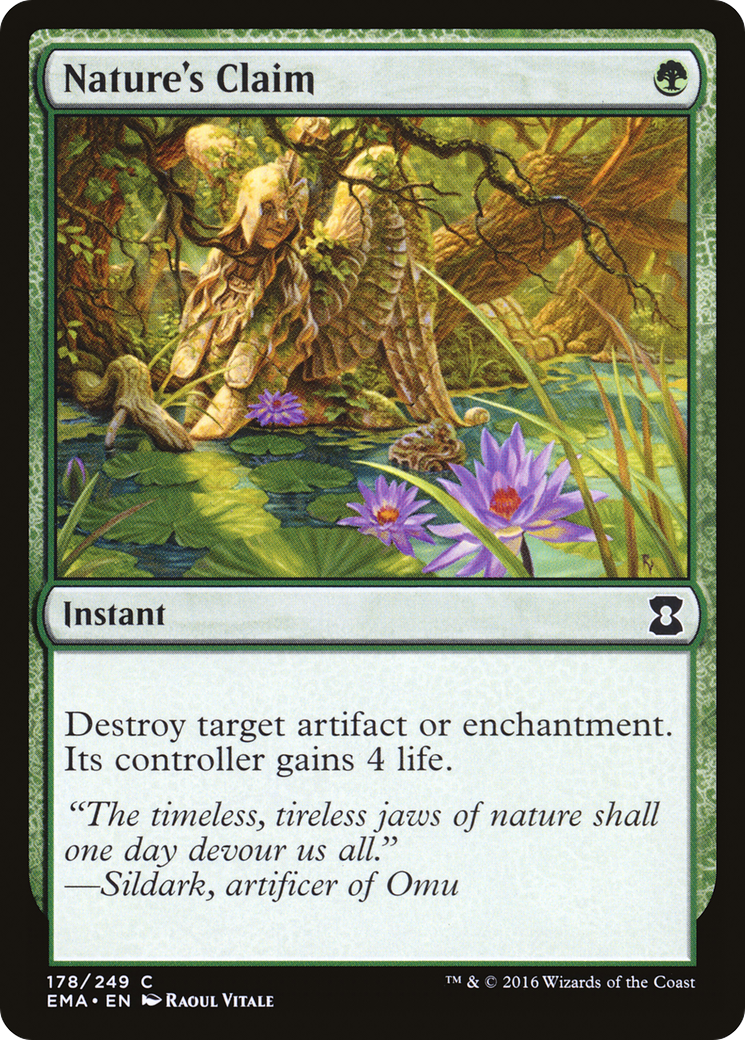 Nature's Claim
Instant
Destroy target artifact or enchantment.
Its controller gains 4 life.
“The timeless, tireless jaws of nature shall
one day devour us all.”
—Sildark, artificer of Omu
178/249 C
™ & © 2016 Wizards of the Coast
EMA • EN Raoul Vitale
RV